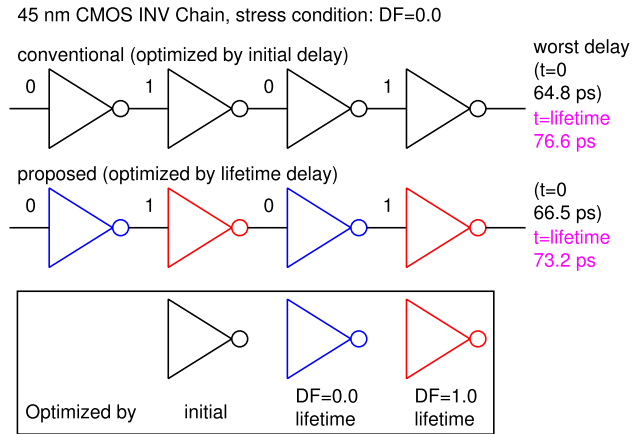 45 nm CMOS INV Chain, stress condition: DF=0.0
conventional (optimized by initial delay)
0
1
0
1
worst delay
(t=0
64.8 ps)
t=lifetime
76.6 ps
proposed (optimized by lifetime delay)
0
1
0
1
(t=0
66.5 ps)
t=lifetime
73.2 ps
Optimized by
initial
DF=0.0
lifetime
DF=1.0
lifetime